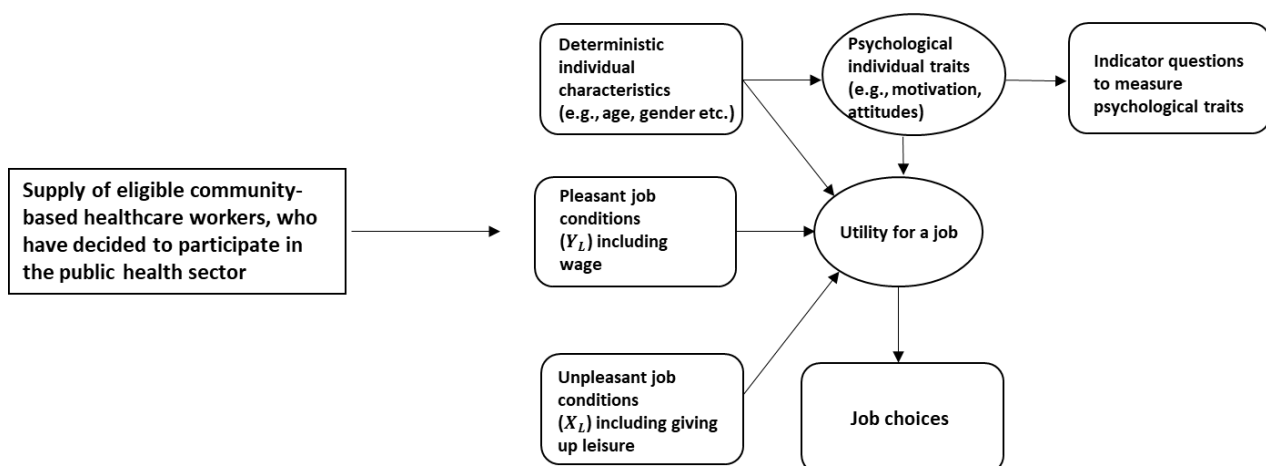 Supply of eligible community-
based healthcare workers, who
have decided to participate in
the public health sector
Deterministic
individual
characteristics
(e.g., age, gender etc.)
Psychological
individual traits
(e.g., motivation,
attitudes)
Indicator questions
to measure
psychological traits
Pleasant job
conditions
(Y_L) including
wage
Utility for a job
Unpleasant job
conditions
(X_L) including giving
up leisure
Job choices